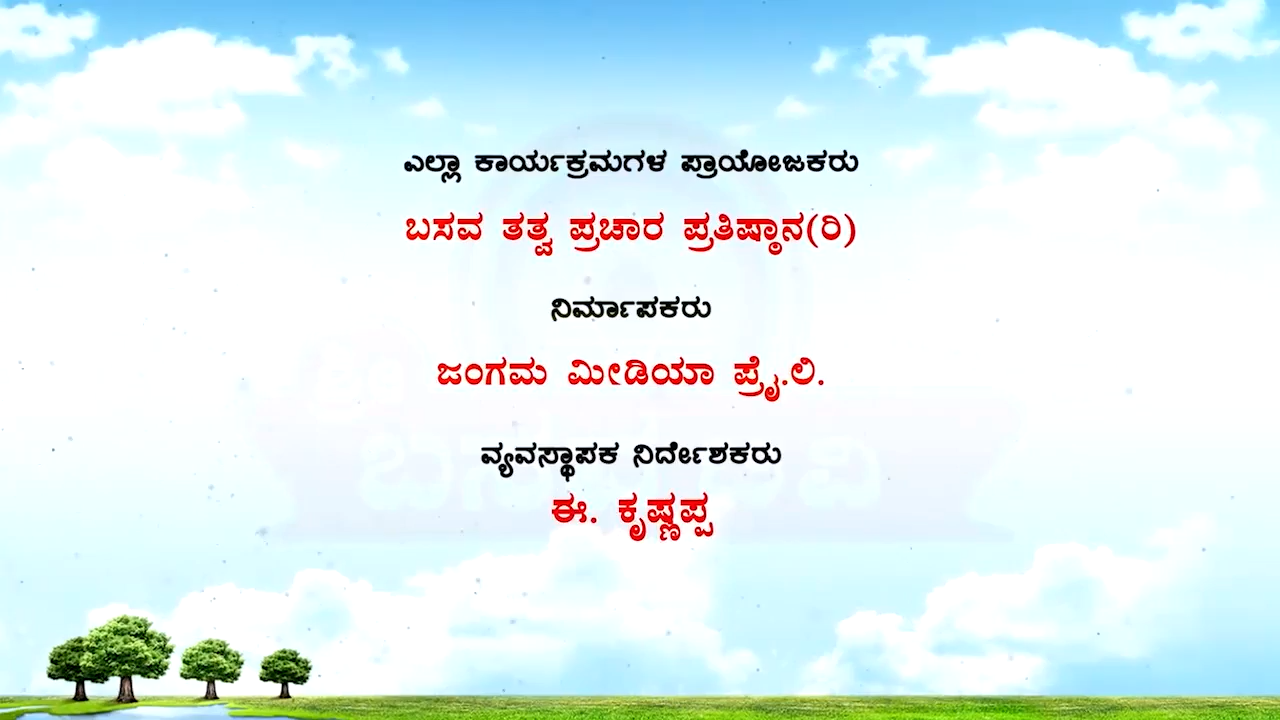 ಎಲ್ಲಾ ಕಾರ್ಯಕ್ರಮಗಳ ಪ್ರಾಯೋಜಕರು
ಬಸವ ತತ್ವ ಪ್ರಚಾರ ಪ್ರತಿಷ್ಠಾನ(ರಿ)
ನಿರ್ಮಾಪಕರು
ಜಂಗಮ ಮೀಡಿಯಾ ಪ್ರೈ.ಲಿ.
ವ್ಯವಸ್ಥಾಪಕ ನಿರ್ದೇಶಕರು
ಈ. ಕೃಷ್ಣಪ್ಪ